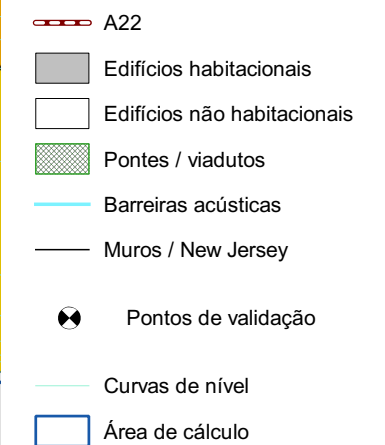 A22
Edifícios habitacionais
Edifícios não habitacionais
Pontes / viadutos
Barreiras acústicas
Muros / New Jersey
Pontos de validação
Curvas de nível
Área de cálculo